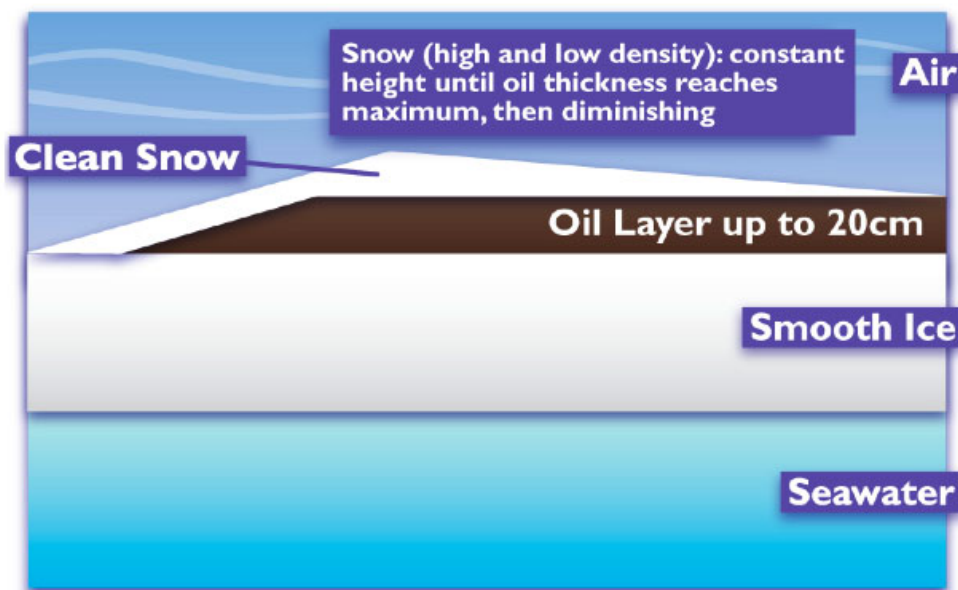 Snow (high and low density): constant
height until oil thickness reaches
maximum, then diminishing
Air
Clean Snow
Oil Layer up to 20cm
Smooth Ice
Seawater